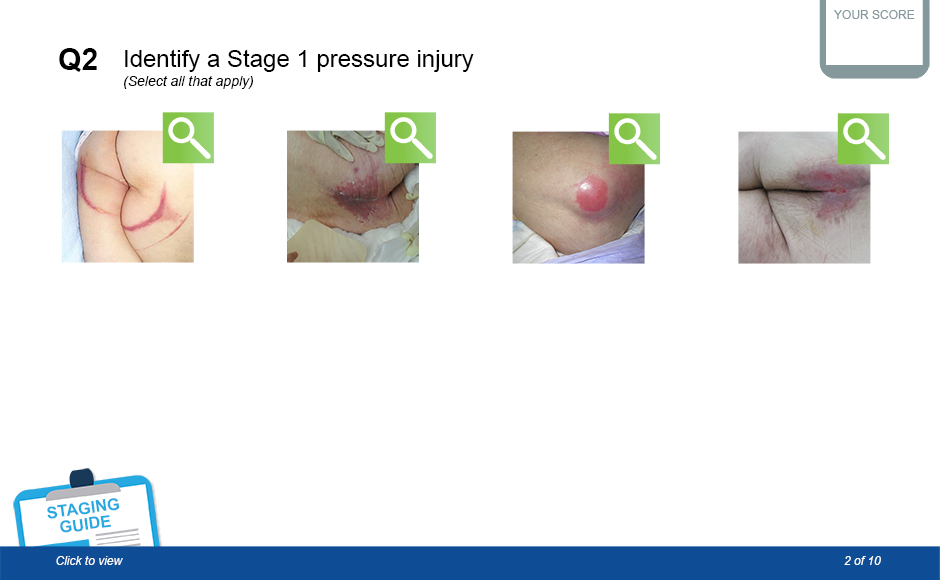 YOUR SCORE
Q2 Identify a Stage 1 pressure injury
(Select all that apply)
STAGING
GUIDE
Click to view
2 of 10